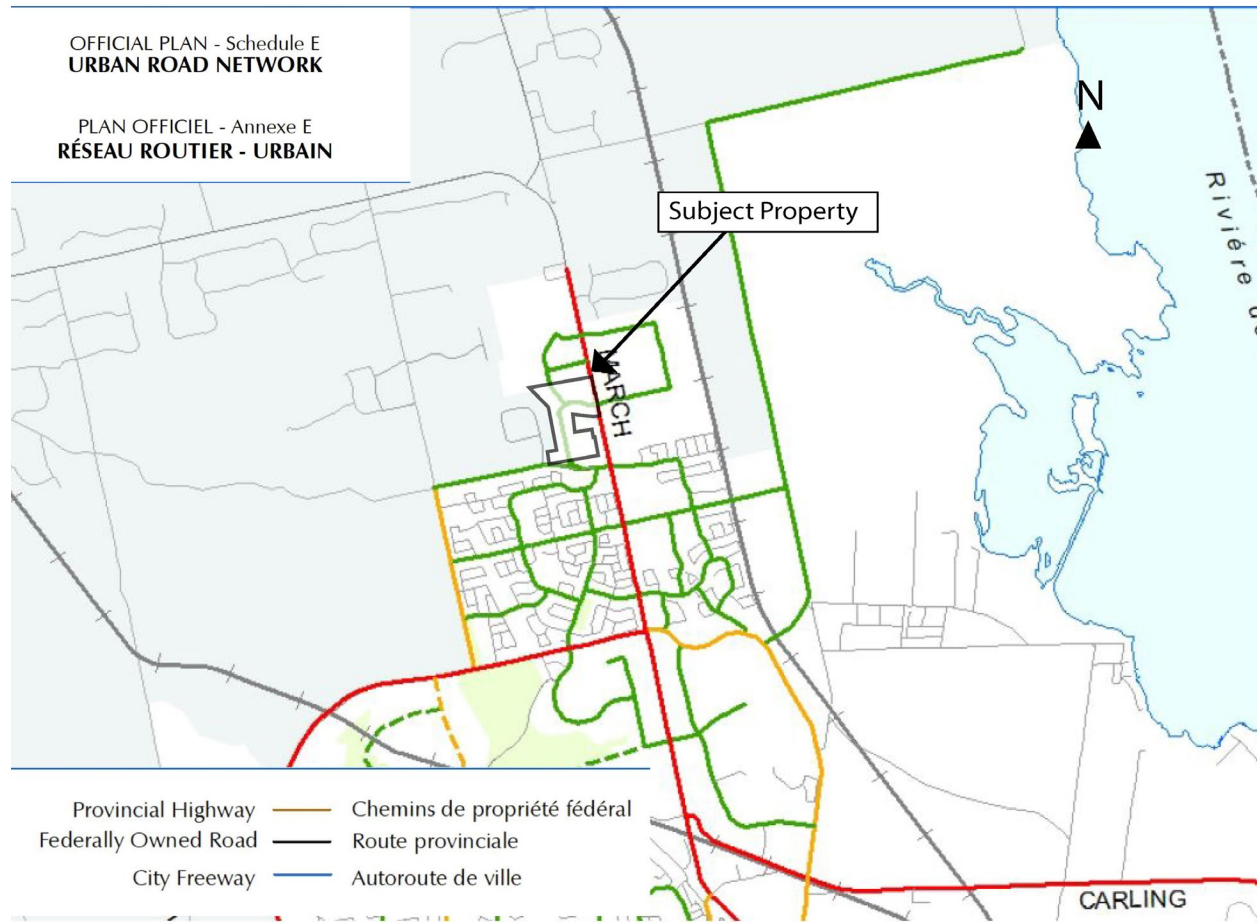 OFFICIAL PLAN - Schedule E
URBAN ROAD NETWORK
PLAN OFFICIEL - Annexe E
RÉSEAU ROUTIER - URBAIN
N
Subject Property
Riviére
MARCH
Provincial Highway
Chemins de propriété fédéral
Federally Owned Road
Route provinciale
City Freeway
Autoroute de ville
CARLING